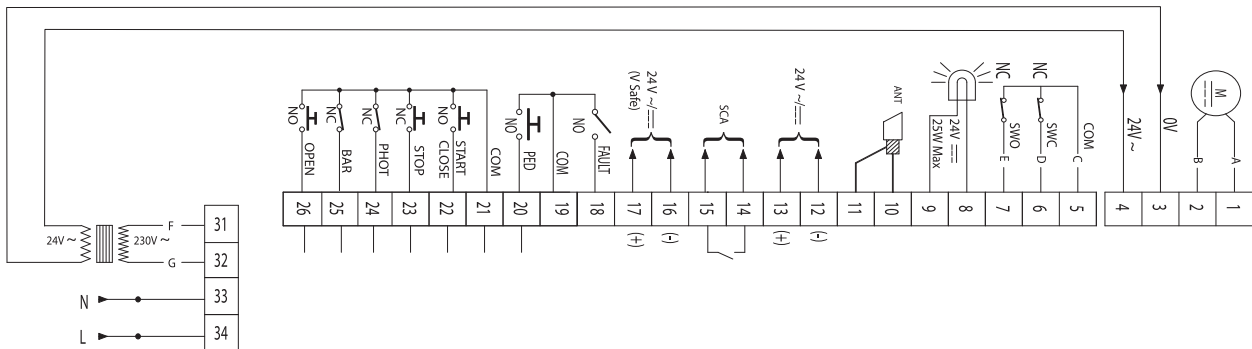 24V ~
F
230V ~
G
31
32
33
34
N
L
NO
OPEN
NC
BAR
NC
PHOT
NC
STOP
NO
START
CLOSE
COM
NO
PED
COM
NO
FAULT
24V ~/⎓
(V Safe)
SCA
24V ~/⎓
ANT
24V ⎓
25W Max
NC
SWO
E
NC
SWC
D
COM
C
24V ~
0V
M
B
A
26 25 24 23 22 21 20 19 18 17 16 15 14 13 12 11 10 9 8 7 6 5 4 3 2 1
(+)
(-)
(+)
(-)